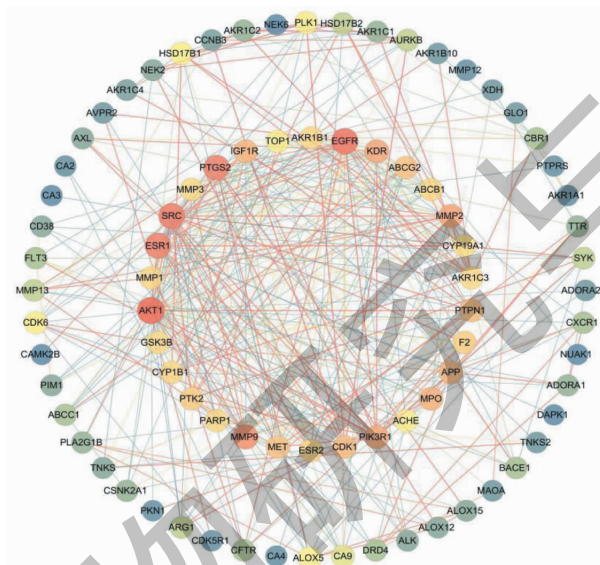 NEK6
PLK1
HSD17B2
AKR1C2
AKR1C1
CCNB3
AURKB
HSD17B1
AKR1B10
NEK2
MMP12
AKR1C4
XDH
AVPR2
GLO1
AXL
CBR1
CA2
PTPRS
CA3
AKR1A1
CD38
TTR
FLT3
SYK
MMP13
ADORA2
CDK6
CXCR1
CAMK2B
NUAK1
PIM1
ADORA1
ABCC1
DAPK1
PLA2G1B
TNKS2
TNKS
BACE1
CSNK2A1
MAOA
PKN1
ALOX15
ARG1
ALOX12
CDK5R1
ALK
CFTR
DRD4
CA4
ALOX5
CA9
TOP1
AKR1B1
EGFR
IGF1R
KDR
PTGS2
ABCG2
MMP3
ABCB1
SRC
MMP2
ESR1
CYP19A1
MMP1
AKR1C3
AKT1
PTPN1
GSK3B
F2
CYP1B1
APP
PTK2
MPO
PARP1
ACHE
MMP9
PIK3R1
MET
ESR2
CDK1